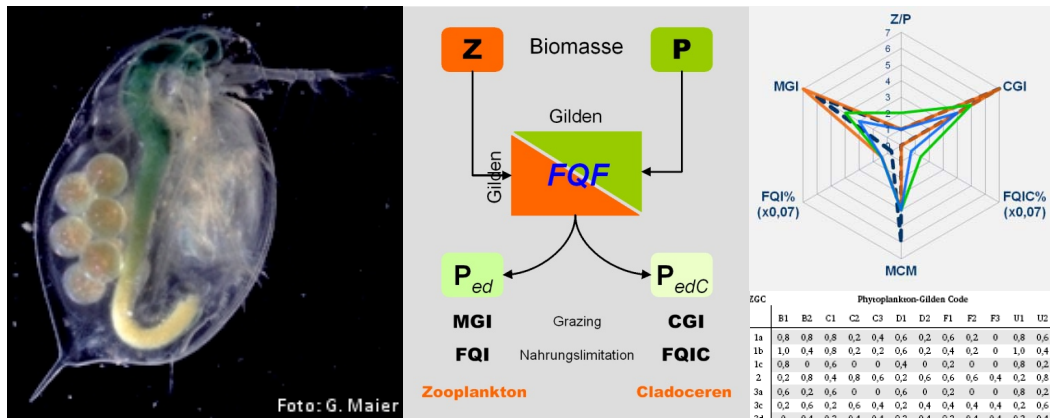 Foto: G. Maier
Z Biomasse P
Gilden
Gilden
FQF
Ped PedC
MGI Grazing CGI
FQI Nahrungslimitation FQIC
Zooplankton Cladoceren
Z/P
7
6
5
4
3
2
1
0
MGI CGI
FQI% FQIC%
(x0,07) (x0,07)
MCM
ZGC Phytoplankton-Gilden Code
B1 B2 C1 C2 C3 D1 D2 F1 F2 F3 U1 U2
1a 0,8 0,8 0,8 0,2 0,4 0,6 0,2 0,6 0,2 0 0,8 0,6
1b 1,0 0,4 0,8 0,2 0,2 0,6 0,2 0,4 0,2 0 1,0 0,4
1c 0,8 0 0,6 0 0 0,4 0 0,2 0 0 0,8 0,2
2 0,2 0,8 0,4 0,8 0,6 0,2 0,6 0,6 0,6 0,4 0,2 0,8
3a 0,6 0,2 0,6 0 0 0,6 0 0,2 0 0 0,8 0,2
3c 0,2 0,6 0,2 0,6 0,4 0,2 0,4 0,4 0,4 0,4 0,2 0,6